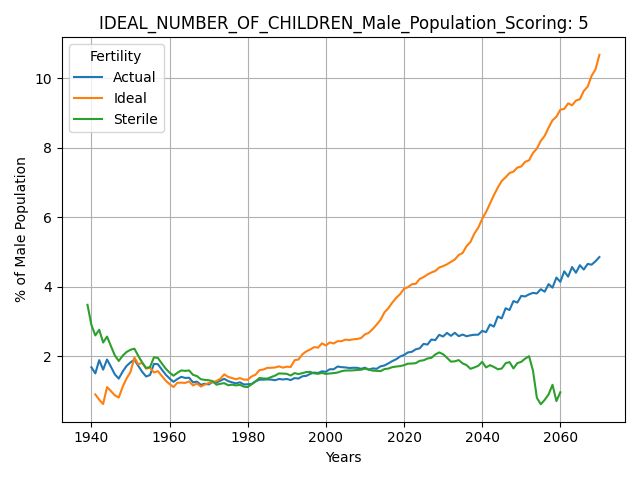 IDEAL_NUMBER_OF_CHILDREN_Male_Population_Scoring: 5
Fertility
Actual
Ideal
Sterile
% of Male Population
10
8
6
4
2
1940 1960 1980 2000 2020 2040 2060
Years